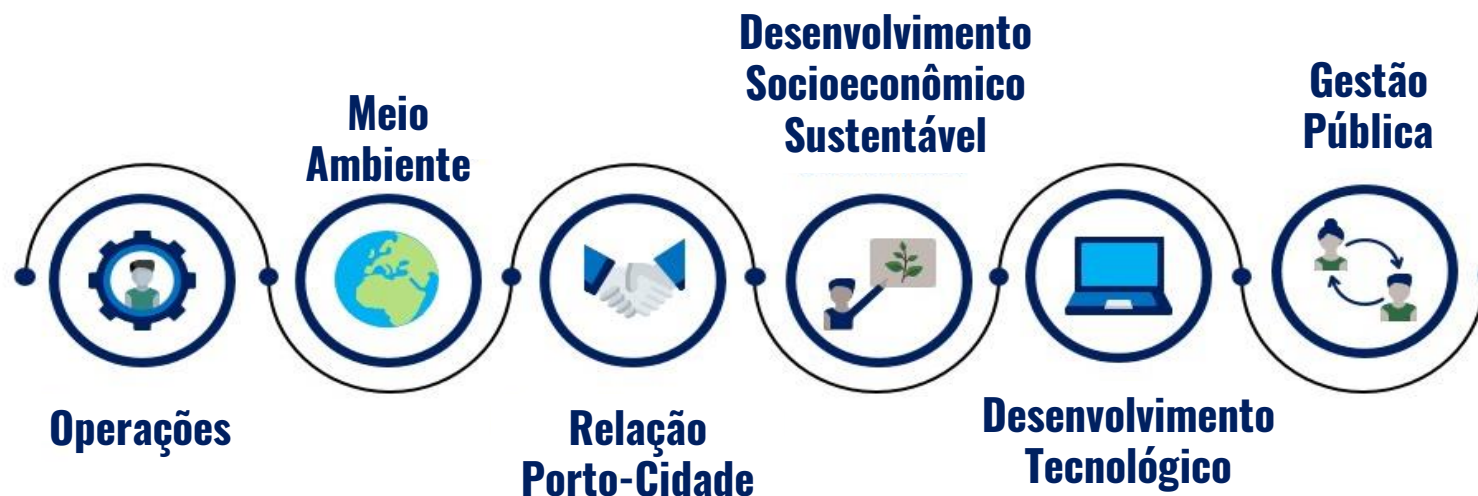 Operações
Meio
Ambiente
Relação
Porto-Cidade
Desenvolvimento
Socioeconômico
Sustentável
Desenvolvimento
Tecnológico
Gestão
Pública